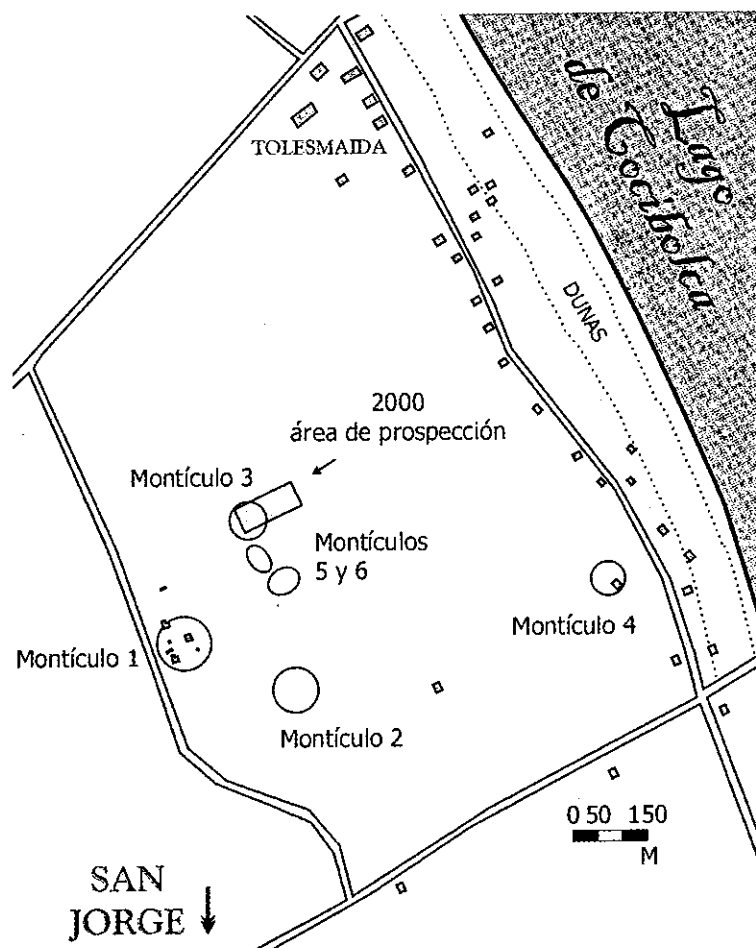 Lago
de Cocibolca
TOLESMAIDA
DUNAS
2000
área de prospección
Montículo 3
Montículos
5 y 6
Montículo 4
Montículo 1
Montículo 2
0 50 150
M
SAN
JORGE